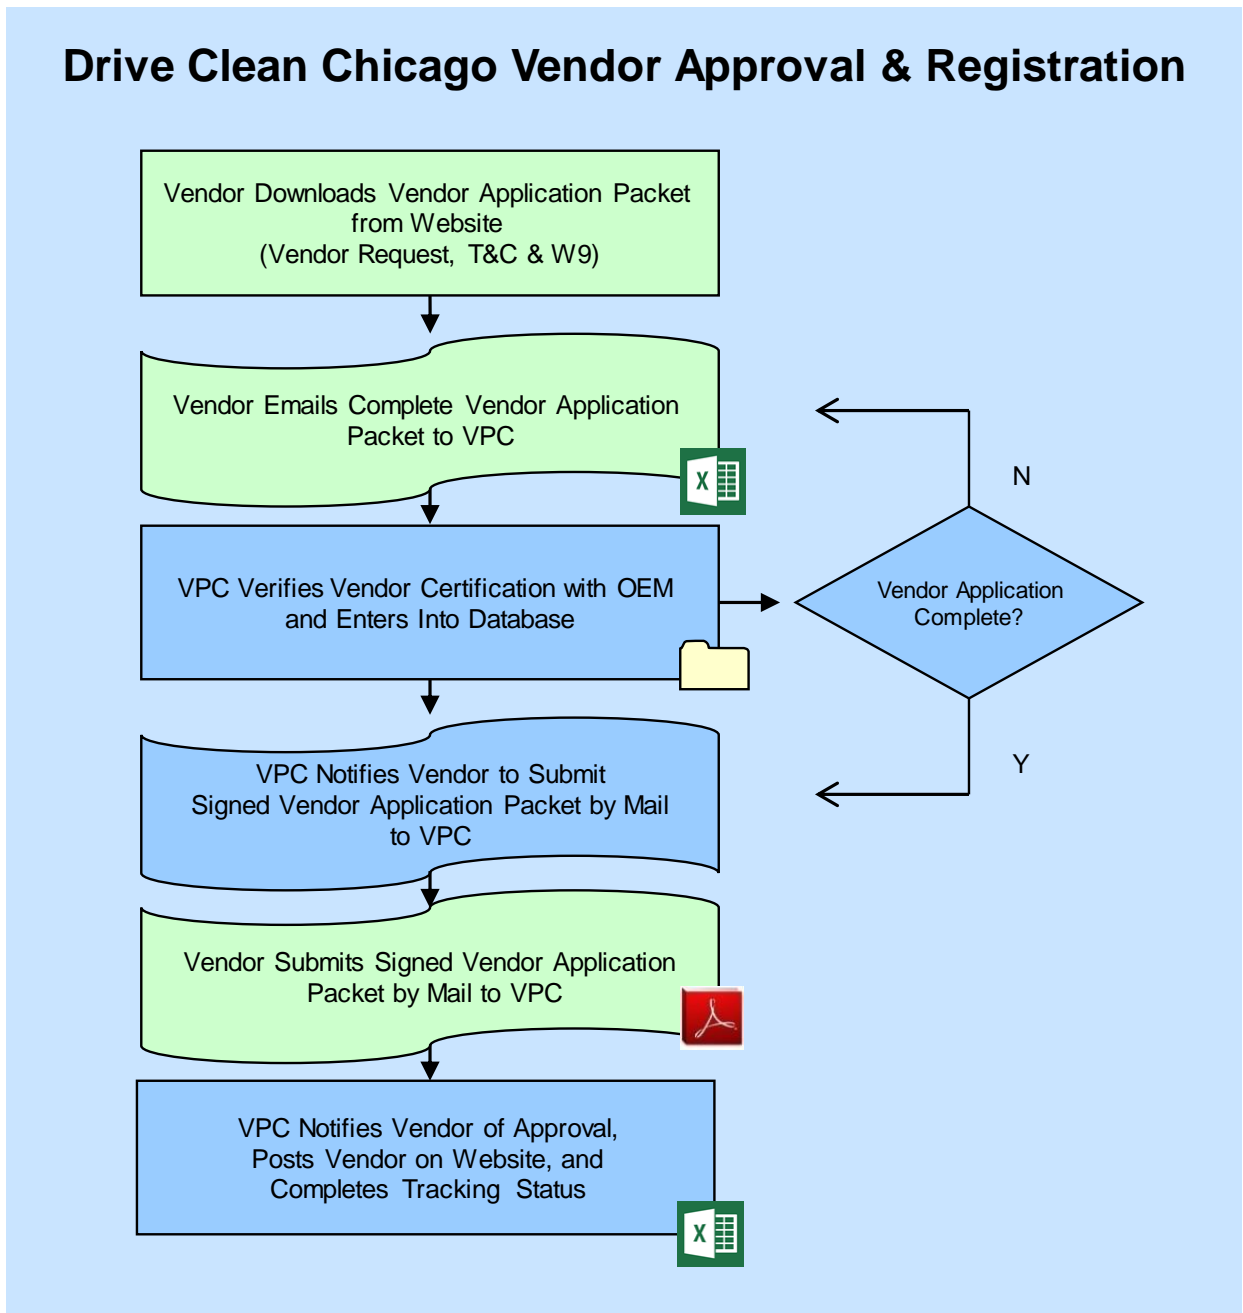 Drive Clean Chicago Vendor Approval & Registration
Vendor Downloads Vendor Application Packet
from Website
(Vendor Request, T&C & W9)
Vendor Emails Complete Vendor Application
Packet to VPC
X
N
VPC Verifies Vendor Certification with OEM
and Enters Into Database
Vendor Application
Complete?
VPC Notifies Vendor to Submit
Signed Vendor Application Packet by Mail
to VPC
Y
Vendor Submits Signed Vendor Application
Packet by Mail to VPC
VPC Notifies Vendor of Approval,
Posts Vendor on Website, and
Completes Tracking Status
X